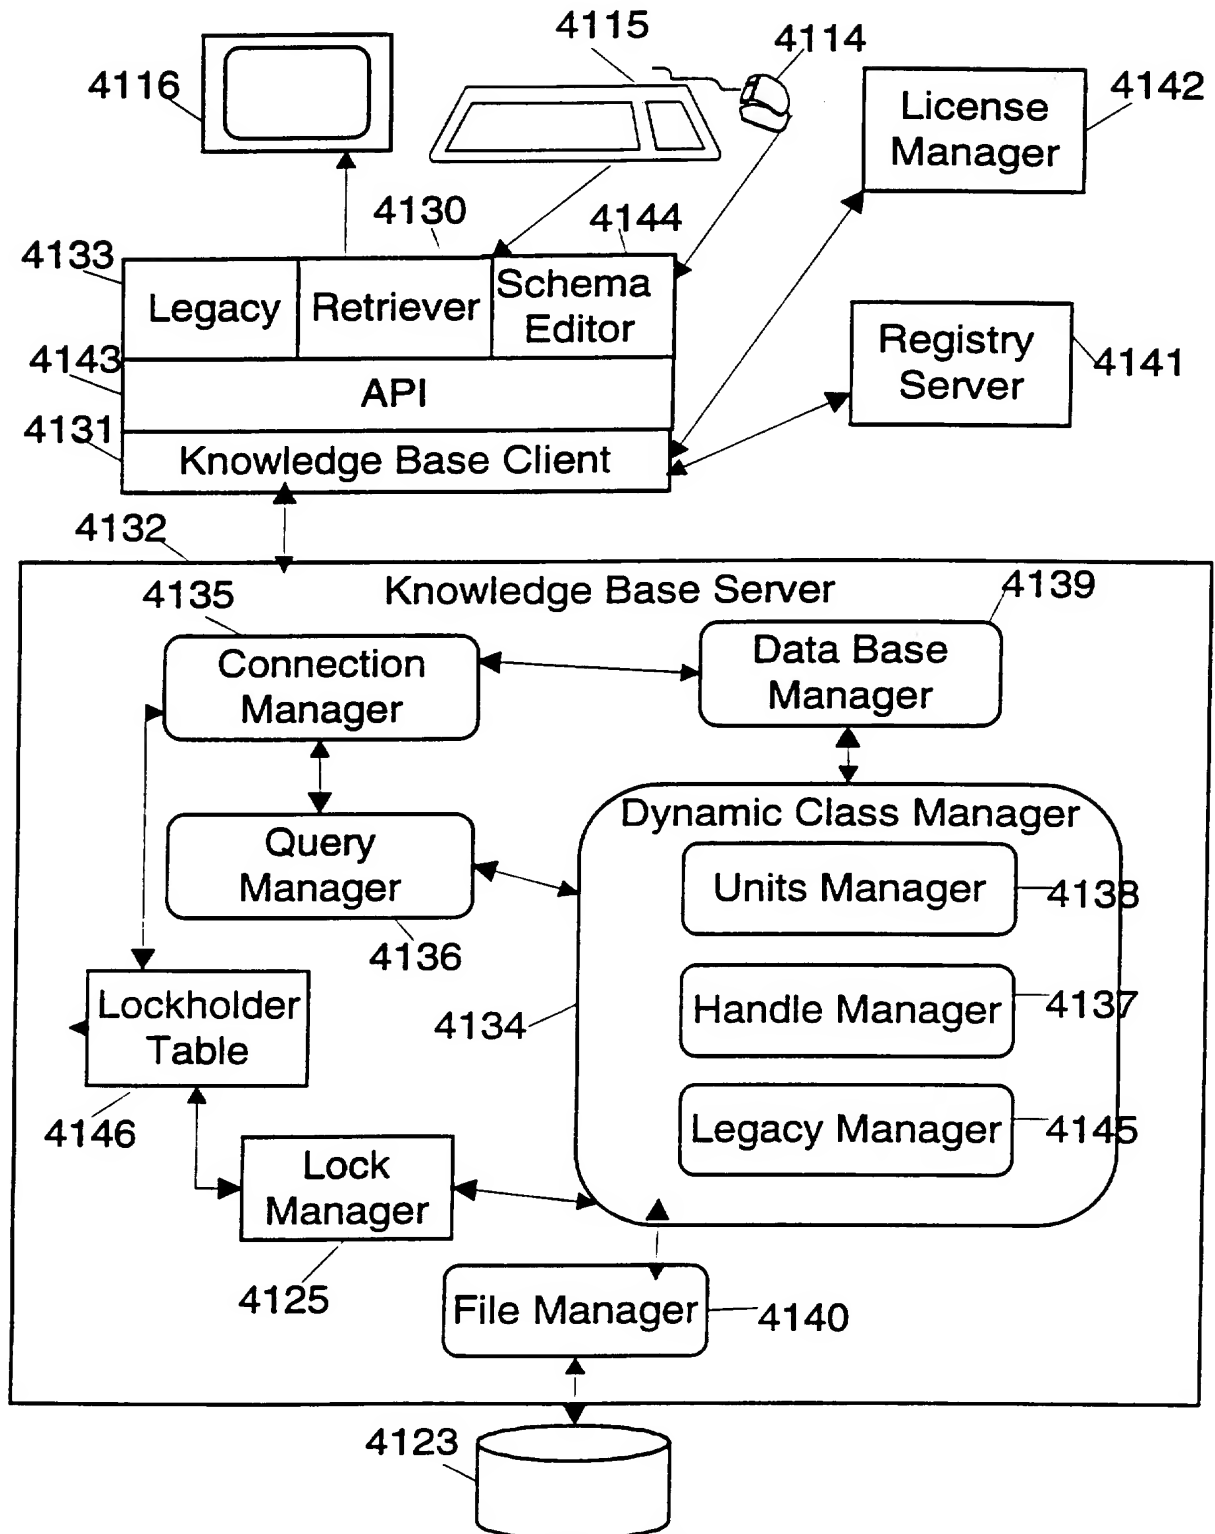 4115
4114
4116
4142
License
Manager
4130
4144
4133
Legacy
Retriever
Schema
Editor
Registry
Server
4141
4143
API
4131
Knowledge Base Client
4132
Knowledge Base Server
4135
4139
Connection
Manager
Data Base
Manager
Dynamic Class Manager
Query
Manager
Units Manager
4138
4136
Lockholder
Table
4134
Handle Manager
4137
4146
Legacy Manager
4145
Lock
Manager
4125
File Manager
4140
4123